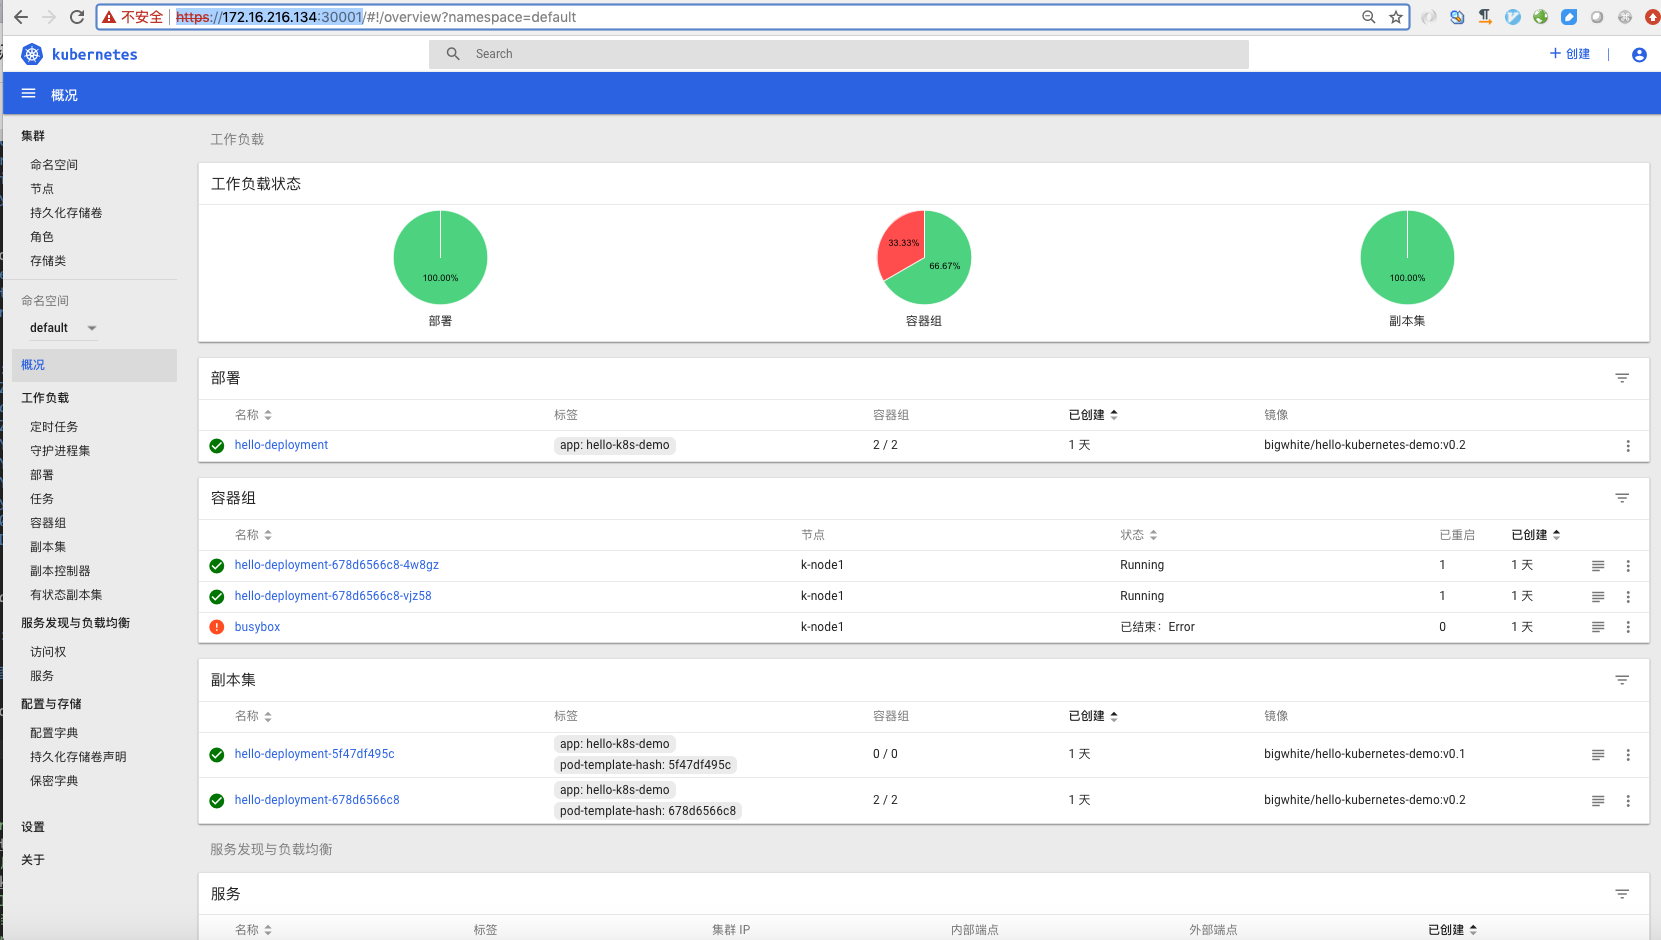 不安全 https://172.16.216.134:30001/#!/overview?namespace=default
kubernetes
Search
创建
概况
集群
命名空间
节点
持久化存储卷
角色
存储类
命名空间
default
概况
工作负载
定时任务
守护进程集
部署
任务
容器组
副本集
副本控制器
有状态副本集
服务发现与负载均衡
访问权
服务
配置与存储
配置字典
持久化存储卷声明
保密字典
设置
关于
工作负载
工作负载状态
100.00%
33.33%
66.67%
100.00%
部署 容器组 副本集
部署
名称 标签 容器组 已创建 镜像
hello-deployment app: hello-k8s-demo 2 / 2 1 天 bigwhite/hello-kubernetes-demo:v0.2
容器组
名称 节点 状态 已重启 已创建
hello-deployment-678d6566c8-4w8gz k-node1 Running 1 1 天
hello-deployment-678d6566c8-vjz58 k-node1 Running 1 1 天
busybox k-node1 已结束: Error 0 1 天
副本集
名称 标签 容器组 已创建 镜像
hello-deployment-5f47df495c app: hello-k8s-demo 0 / 0 1 天 bigwhite/hello-kubernetes-demo:v0.1
pod-template-hash: 5f47df495c
hello-deployment-678d6566c8 app: hello-k8s-demo 2 / 2 1 天 bigwhite/hello-kubernetes-demo:v0.2
pod-template-hash: 678d6566c8
服务发现与负载均衡
服务
名称 标签 集群 IP 内部端点 外部端点 已创建